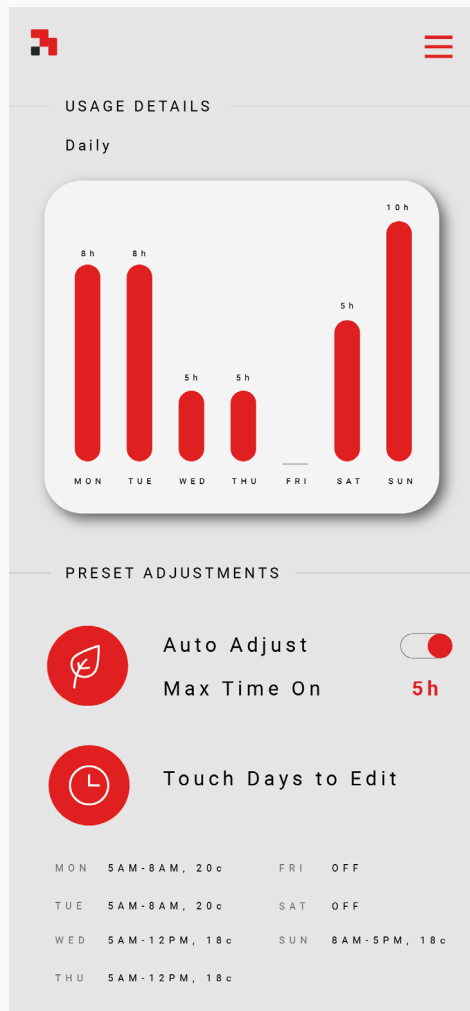 USAGE DETAILS
Daily
10h
8h 8h
5h
5h 5h
MON TUE WED THU FRI SAT SUN
PRESET ADJUSTMENTS
Auto Adjust
Max Time On 5h
Touch Days to Edit
MON 5AM-8AM, 20c FRI OFF
TUE 5AM-8AM, 20c SAT OFF
WED 5AM-12PM, 18c SUN 8AM-5PM, 18c
THU 5AM-12PM, 18c